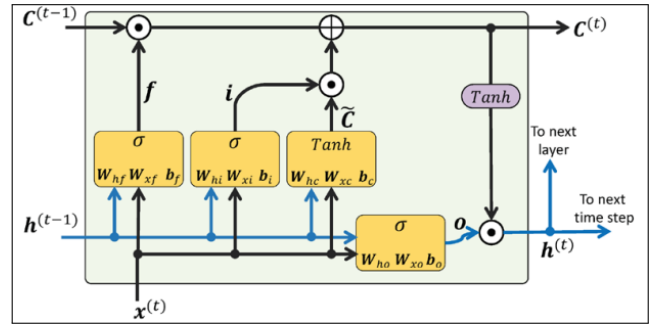 C^(t−1)
C^(t)
f
i
C̃
Tanh
To next
layer
σ
W_hf W_xf b_f
σ
W_hi W_xi b_i
Tanh
W_hc W_xc b_c
To next
time step
h^(t−1)
σ
W_ho W_xo b_o
o
h^(t)
x^(t)